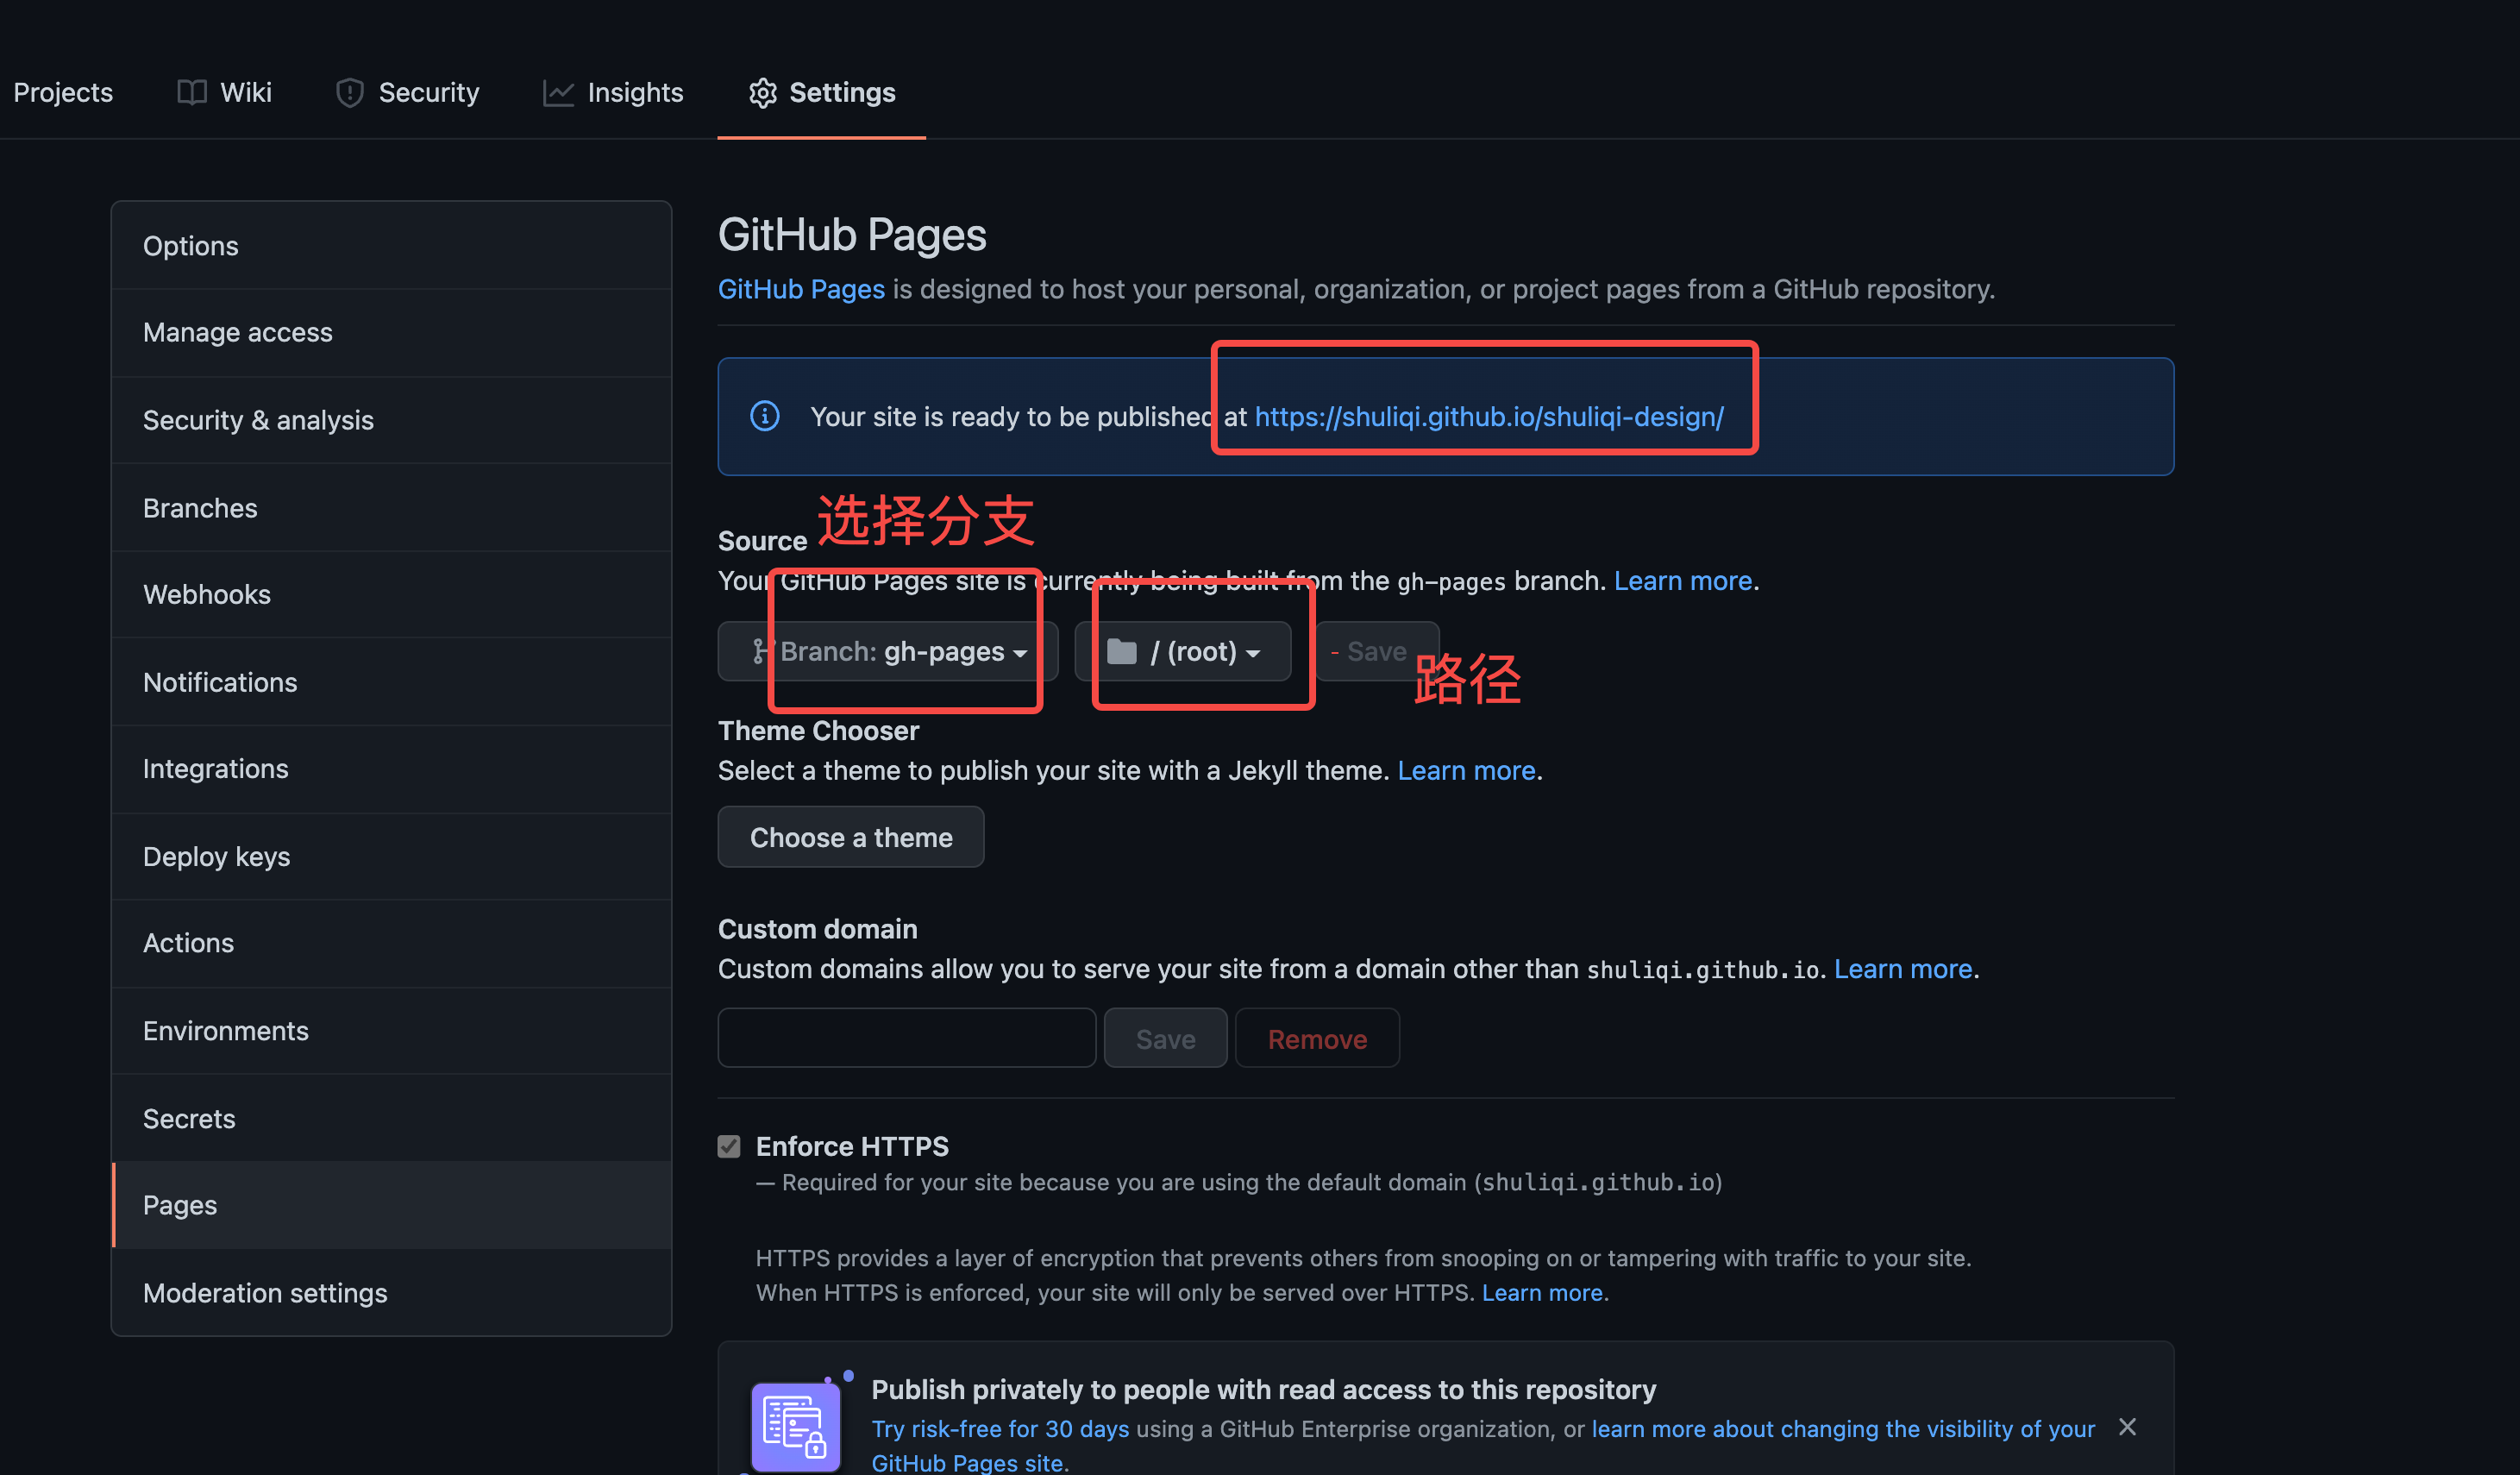 Projects
Wiki
Security
Insights
Settings
Options
Manage access
Security & analysis
Branches
Webhooks
Notifications
Integrations
Deploy keys
Actions
Environments
Secrets
Pages
Moderation settings
GitHub Pages
GitHub Pages is designed to host your personal, organization, or project pages from a GitHub repository.
Your site is ready to be published at https://shuliqi.github.io/shuliqi-design/
选择分支
Source
Your GitHub Pages site is currently being built from the gh-pages branch. Learn more.
Branch: gh-pages
/ (root)
Save
路径
Theme Chooser
Select a theme to publish your site with a Jekyll theme. Learn more.
Choose a theme
Custom domain
Custom domains allow you to serve your site from a domain other than shuliqi.github.io. Learn more.
Save
Remove
Enforce HTTPS
— Required for your site because you are using the default domain (shuliqi.github.io)
HTTPS provides a layer of encryption that prevents others from snooping on or tampering with traffic to your site.
When HTTPS is enforced, your site will only be served over HTTPS. Learn more.
Publish privately to people with read access to this repository
Try risk-free for 30 days using a GitHub Enterprise organization, or learn more about changing the visibility of your
GitHub Pages site.